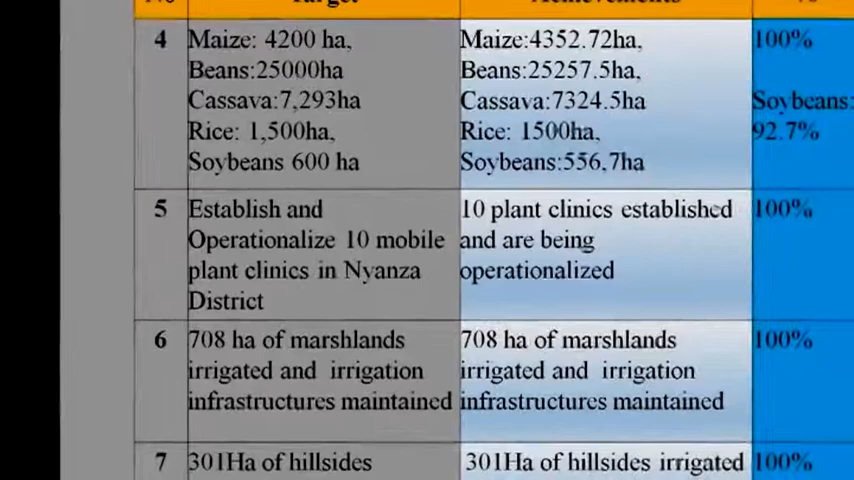 No Target Achievements %
4 Maize: 4200 ha, Maize:4352.72ha, 100%
Beans:25000ha Beans:25257.5ha,
Cassava:7,293ha Cassava:7324.5ha Soybeans:
Rice: 1,500ha, Rice: 1500ha, 92.7%
Soybeans 600 ha Soybeans:556,7ha
5 Establish and 10 plant clinics established 100%
Operationalize 10 mobile and are being
plant clinics in Nyanza operationalized
District
6 708 ha of marshlands 708 ha of marshlands 100%
irrigated and irrigation irrigated and irrigation
infrastructures maintained infrastructures maintained
7 301Ha of hillsides 301Ha of hillsides irrigated 100%